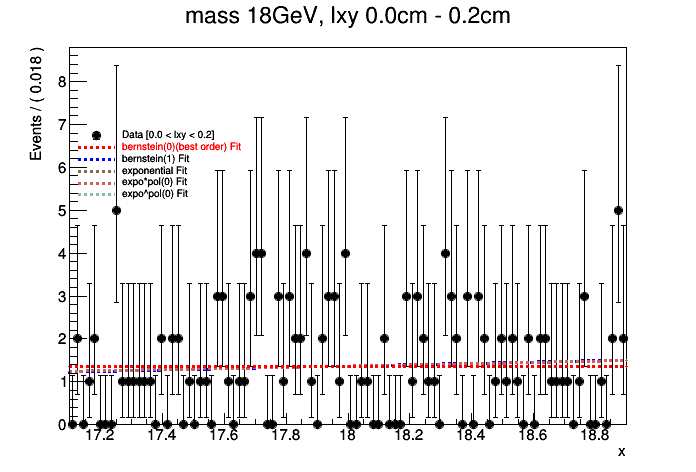 mass 18GeV, lxy 0.0cm - 0.2cm
Events / ( 0.018 )
8
7
6
5
4
3
2
1
0
Data [0.0 < lxy < 0.2]
bernstein(0)(best order) Fit
bernstein(1) Fit
exponential Fit
expo*pol(0) Fit
expo^pol(0) Fit
17.2 17.4 17.6 17.8 18 18.2 18.4 18.6 18.8
x